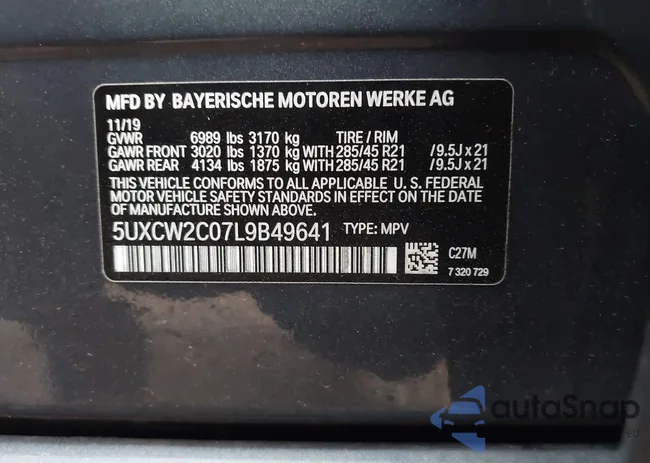 MFD BY BAYERISCHE MOTOREN WERKE AG
11/19
GVWR 6989 lbs 3170 kg TIRE / RIM
GAWR FRONT 3020 lbs 1370 kg WITH 285/45 R21 /9.5J x 21
GAWR REAR 4134 lbs 1875 kg WITH 285/45 R21 /9.5J x 21
THIS VEHICLE CONFORMS TO ALL APPLICABLE U. S. FEDERAL
MOTOR VEHICLE SAFETY STANDARDS IN EFFECT ON THE
DATE OF MANUFACTURE SHOWN ABOVE.
5UXCW2C07L9B49641 TYPE: MPV
C27M
7 320 729
autoSnap
EU